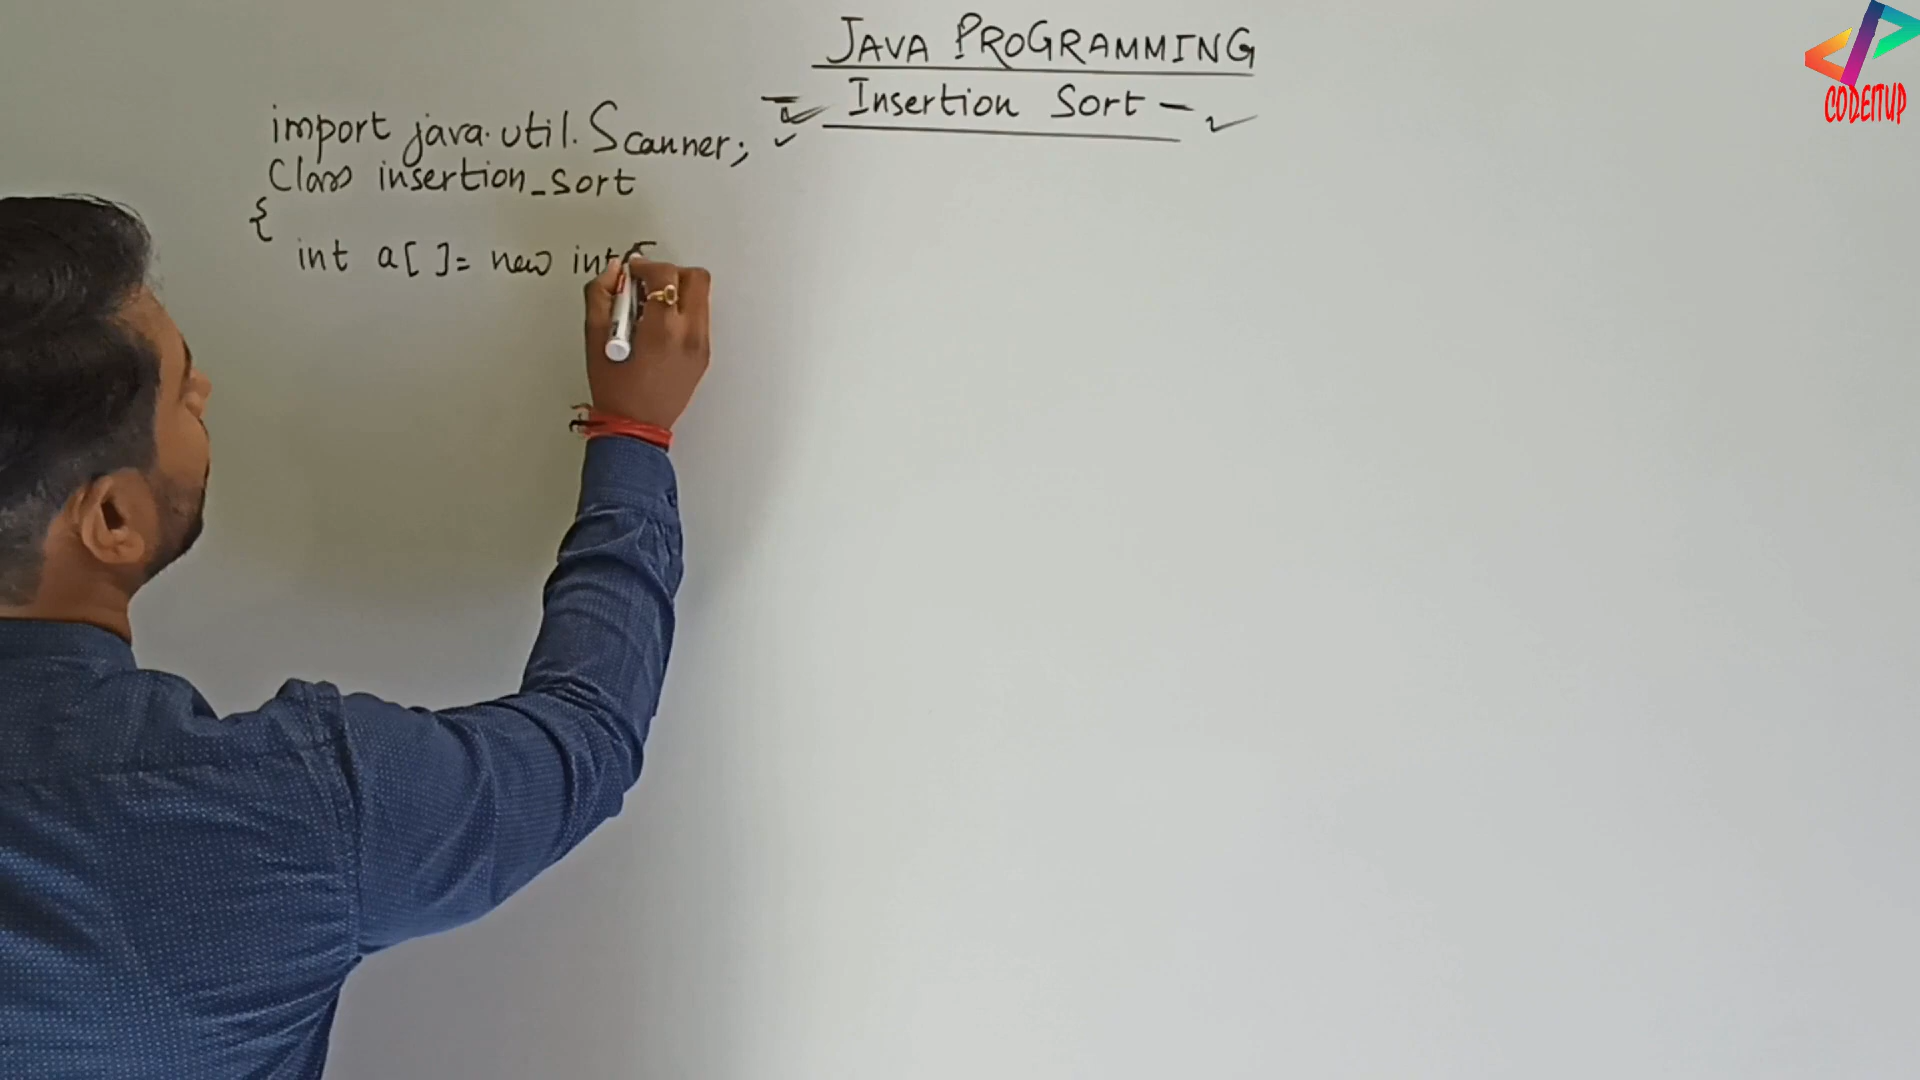 JAVA PROGRAMMING
Insertion Sort -
import java.util.Scanner;
Class insertion_sort
{
int a[ ]= new int[
CODEITUP